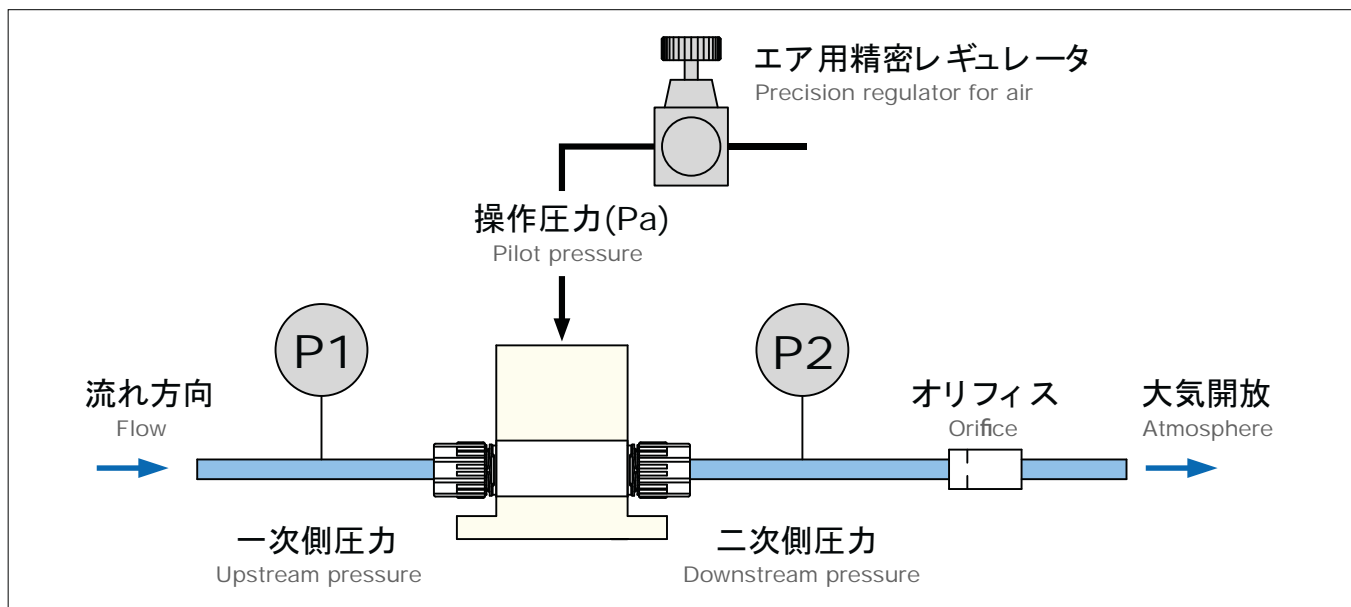 エア用精密レギュレータ
Precision regulator for air
操作圧力(Pa)
Pilot pressure
P1
P2
流れ方向
Flow
オリフィス
Orifice
大気開放
Atmosphere
一次側圧力
Upstream pressure
二次側圧力
Downstream pressure